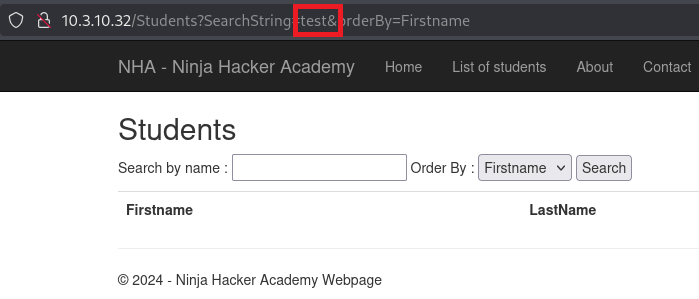 10.3.10.32/Students?SearchString=test&orderBy=Firstname
NHA - Ninja Hacker Academy Home List of students About Contact
Students
Search by name : Order By : Firstname Search
Firstname LastName
© 2024 - Ninja Hacker Academy Webpage